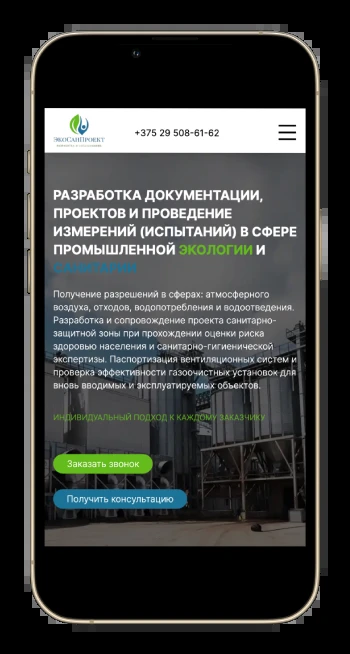 ЭКОСАНПРОЕКТ
+375 29 508-61-62
РАЗРАБОТКА ДОКУМЕНТАЦИИ,
ПРОЕКТОВ И ПРОВЕДЕНИЕ
ИЗМЕРЕНИЙ (ИСПЫТАНИЙ) В СФЕРЕ
ПРОМЫШЛЕННОЙ ЭКОЛОГИИ И
САНИТАРИИ
Получение разрешений в сферах: атмосферного
воздуха, отходов, водопотребления и водоотведения.
Разработка и сопровождение проекта санитарно-
защитной зоны при прохождении оценки риска
здоровью населения и санитарно-гигиенической
экспертизы. Паспортизация вентиляционных систем и
проверка эффективности газоочистных установок для
вновь вводимых и эксплуатируемых объектов.
ИНДИВИДУАЛЬНЫЙ ПОДХОД К КАЖДОМУ ЗАКАЗЧИКУ
Заказать звонок
Получить консультацию